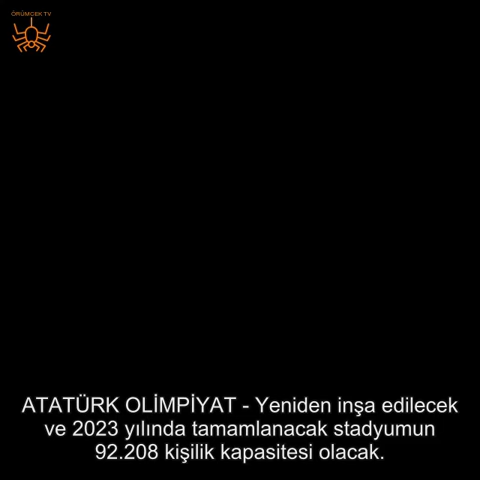 ÖRÜMCEK TV
ATATÜRK OLİMPİYAT - Yeniden inşa edilecek
ve 2023 yılında tamamlanacak stadyumun
92.208 kişilik kapasitesi olacak.